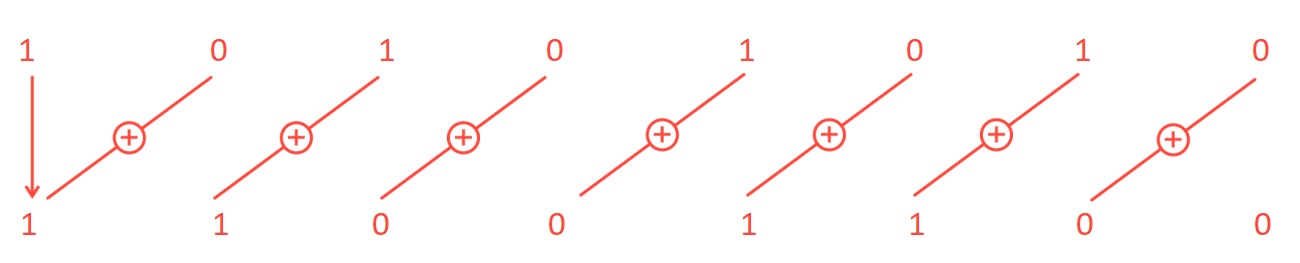 1 0 1 0 1 0 1 0
⊕ ⊕ ⊕ ⊕ ⊕ ⊕ ⊕
1 1 0 0 1 1 0 0